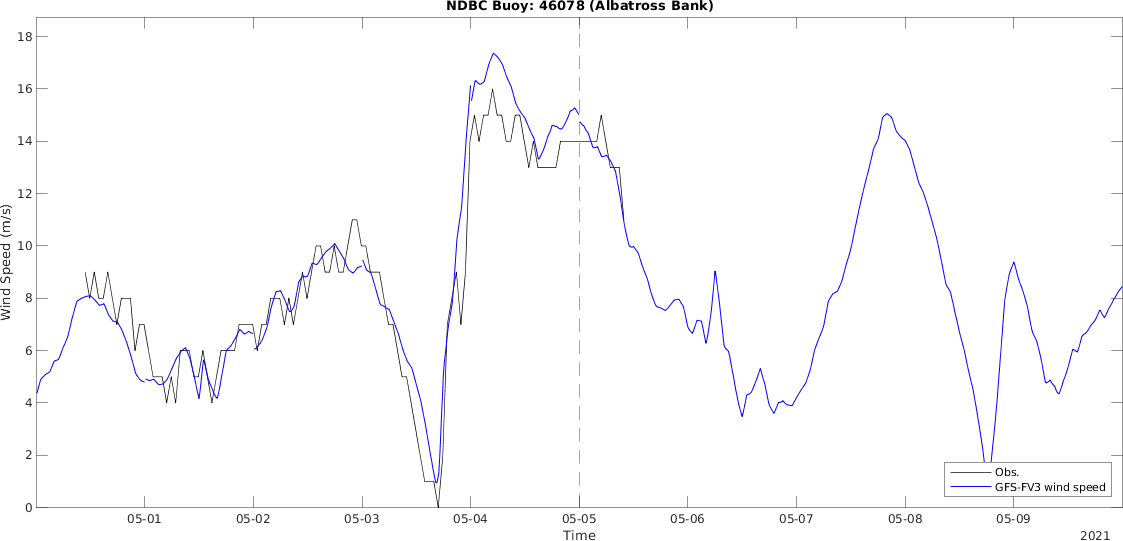 NDBC Buoy: 46078 (Albatross Bank)
Wind Speed (m/s)
18
16
14
12
10
8
6
4
2
0
05-01 05-02 05-03 05-04 05-05 05-06 05-07 05-08 05-09
Time
2021
Obs.
GFS-FV3 wind speed